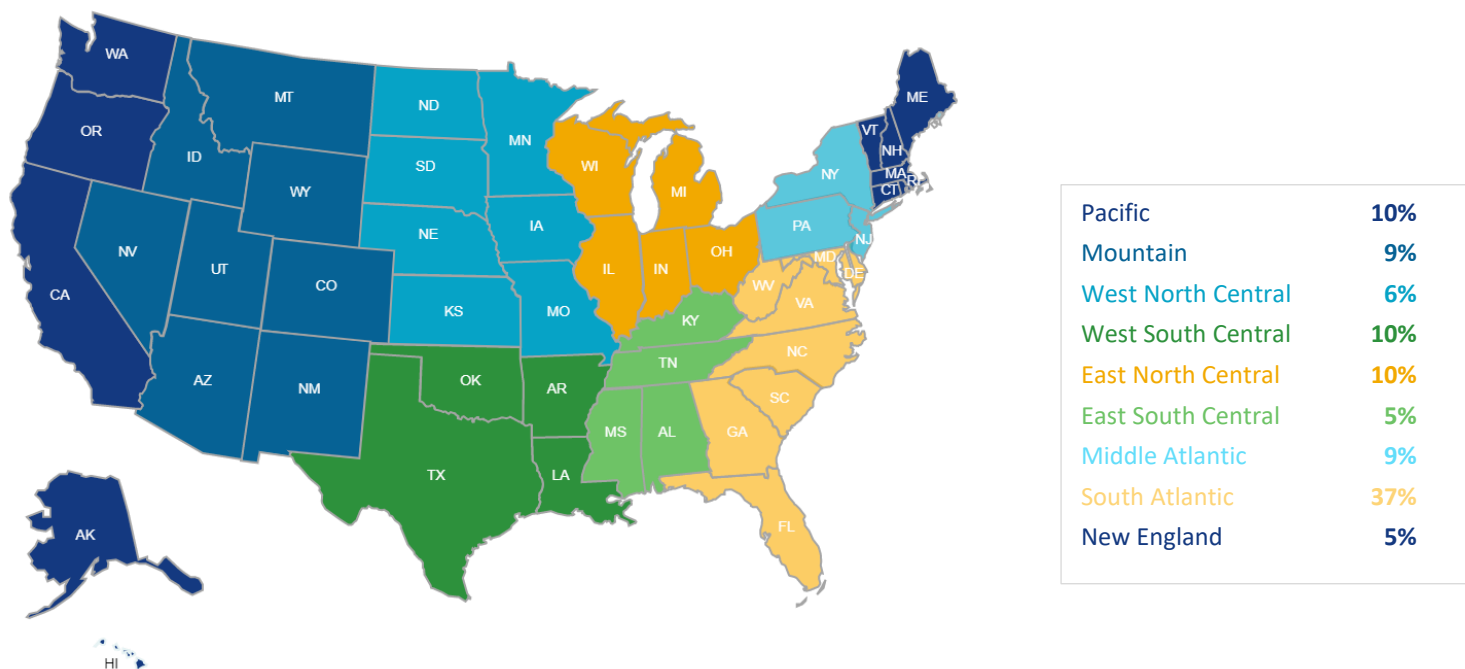 WA
OR
CA
NV
ID
MT
WY
UT
CO
AZ
NM
ND
SD
NE
KS
MN
IA
MO
OK
TX
AR
LA
WI
MI
IL
IN
OH
KY
TN
MS
AL
NY
PA
NJ
MD
DE
WV
VA
NC
SC
GA
FL
ME
VT
NH
MA
RI
CT
AK
HI
Pacific 10%
Mountain 9%
West North Central 6%
West South Central 10%
East North Central 10%
East South Central 5%
Middle Atlantic 9%
South Atlantic 37%
New England 5%